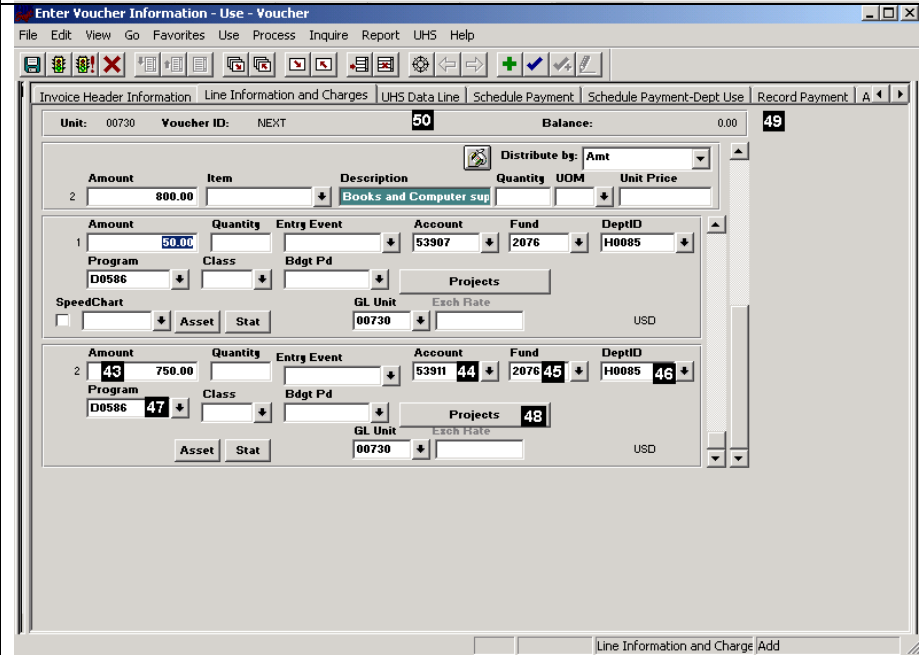 Enter Voucher Information - Use - Voucher
File Edit View Go Favorites Use Process Inquire Report UHS Help
Invoice Header Information Line Information and Charges UHS Data Line Schedule Payment Schedule Payment-Dept Use Record Payment A
Unit: 00730 Voucher ID: NEXT 50 Balance: 0.00 49
Distribute by: Amt
Amount Item Description Quantity UOM Unit Price
2 800.00 Books and Computer sup
Amount Quantity Entry Event Account Fund DeptID
1 50.00 53907 2076 H0085
Program Class Bdgt Pd
D0586 Projects
SpeedChart GL Unit Exch Rate
Asset Stat 00730 USD
Amount Quantity Entry Event Account Fund DeptID
2 43 750.00 53911 44 2076 45 H0085 46
Program Class Bdgt Pd
D0586 47 Projects 48
GL Unit Exch Rate
Asset Stat 00730 USD
Line Information and Charge Add